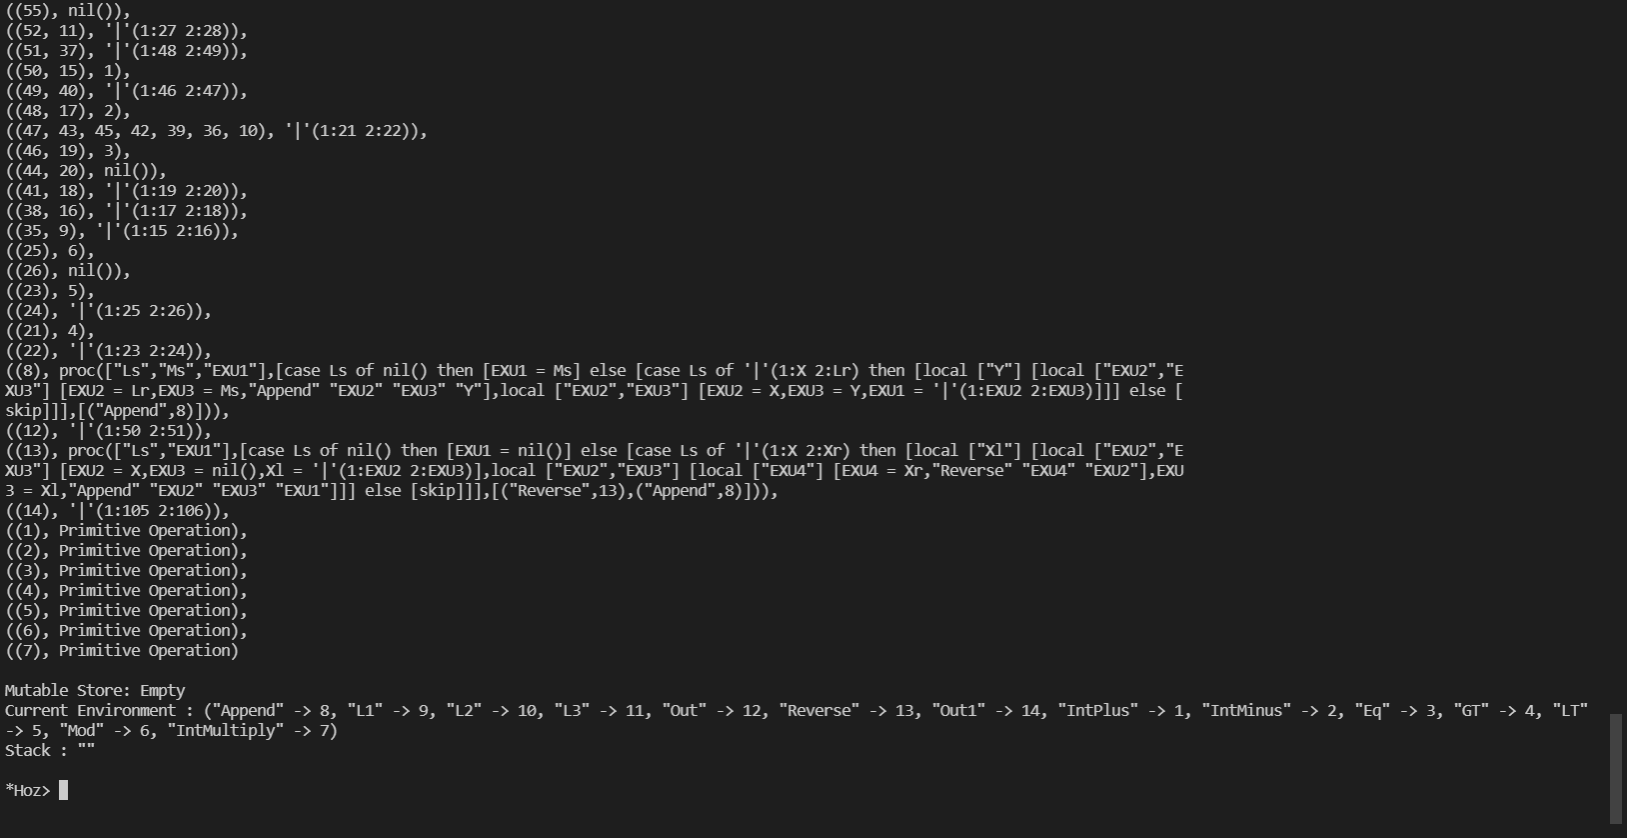 ((55), nil()),
((52, 11), '|'(1:27 2:28)),
((51, 37), '|'(1:48 2:49)),
((50, 15), 1),
((49, 40), '|'(1:46 2:47)),
((48, 17), 2),
((47, 43, 45, 42, 39, 36, 10), '|'(1:21 2:22)),
((46, 19), 3),
((44, 20), nil()),
((41, 18), '|'(1:19 2:20)),
((38, 16), '|'(1:17 2:18)),
((35, 9), '|'(1:15 2:16)),
((25), 6),
((26), nil()),
((23), 5),
((24), '|'(1:25 2:26)),
((21), 4),
((22), '|'(1:23 2:24)),
((8), proc(["Ls","Ms","EXU1"],[case Ls of nil() then [EXU1 = Ms] else [case Ls of '|'(1:X 2:Lr) then [local ["Y"] [local ["EXU2","E
XU3"] [EXU2 = Lr,EXU3 = Ms,"Append" "EXU2" "EXU3" "Y"],local ["EXU2","EXU3"] [EXU2 = X,EXU3 = Y,EXU1 = '|'(1:EXU2 2:EXU3)]]] else [
skip]]],[("Append",8)])),
((12), '|'(1:50 2:51)),
((13), proc(["Ls","EXU1"],[case Ls of nil() then [EXU1 = nil()] else [case Ls of '|'(1:X 2:Xr) then [local ["Xl"] [local ["EXU2","E
XU3"] [EXU2 = X,EXU3 = nil(),Xl = '|'(1:EXU2 2:EXU3)],local ["EXU2","EXU3"] [local ["EXU4"] [EXU4 = Xr,"Reverse" "EXU4" "EXU2"],EXU
3 = Xl,"Append" "EXU2" "EXU3" "EXU1"]]] else [skip]]],[("Reverse",13),("Append",8)])),
((14), '|'(1:105 2:106)),
((1), Primitive Operation),
((2), Primitive Operation),
((3), Primitive Operation),
((4), Primitive Operation),
((5), Primitive Operation),
((6), Primitive Operation),
((7), Primitive Operation)
Mutable Store: Empty
Current Environment : ("Append" -> 8, "L1" -> 9, "L2" -> 10, "L3" -> 11, "Out" -> 12, "Reverse" -> 13, "Out1" -> 14, "IntPlus" -> 1, "IntMinus" -> 2, "Eq" -> 3, "GT" -> 4, "LT"
-> 5, "Mod" -> 6, "IntMultiply" -> 7)
Stack : ""
*Hoz>